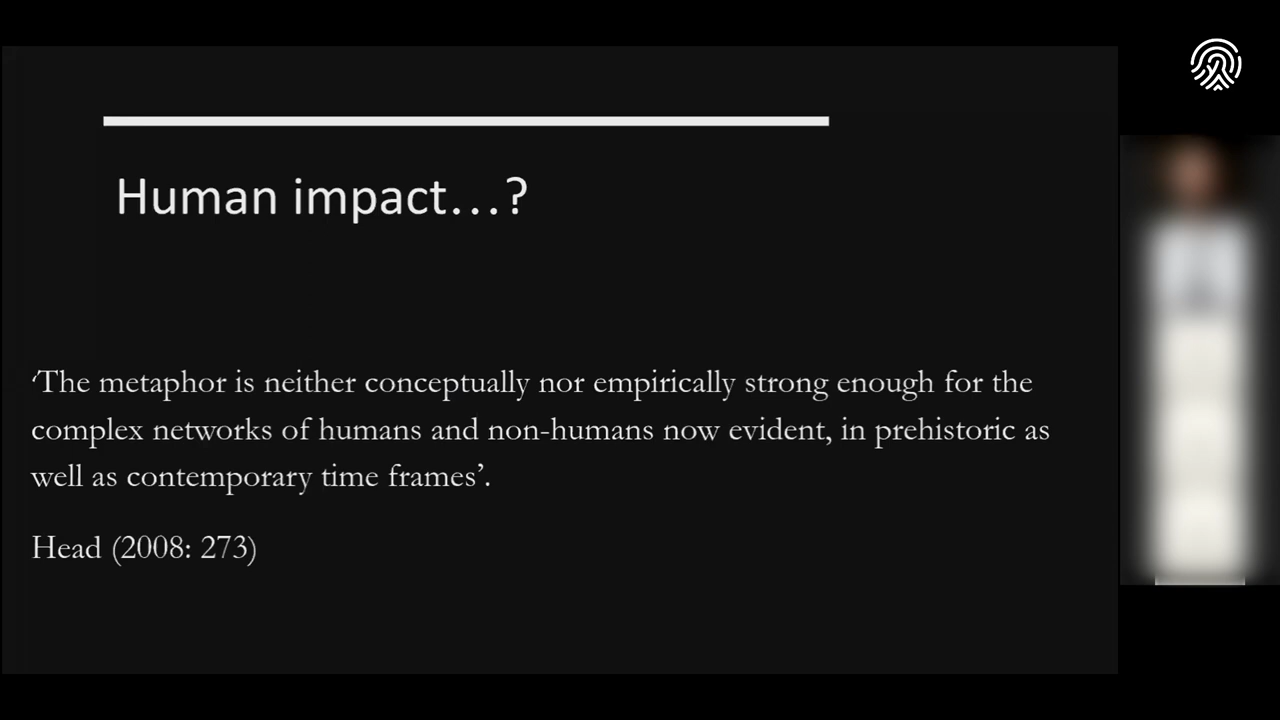 Human impact…?
‘The metaphor is neither conceptually nor empirically strong enough for the
complex networks of humans and non-humans now evident, in prehistoric as
well as contemporary time frames’.
Head (2008: 273)